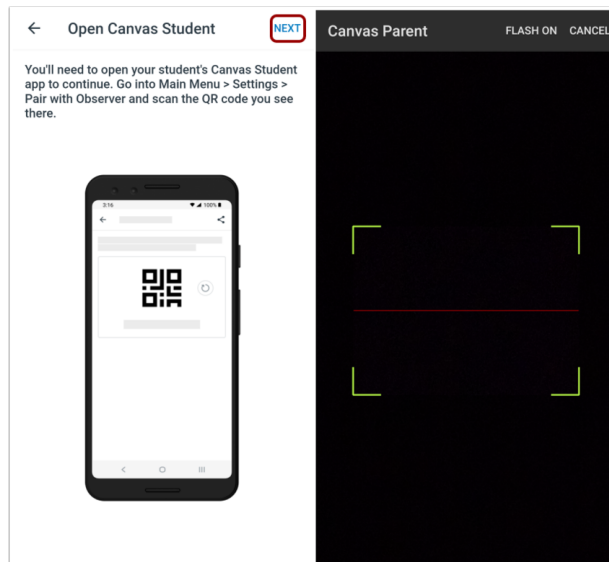 Open Canvas Student
NEXT
You'll need to open your student's Canvas Student
app to continue. Go into Main Menu > Settings >
Pair with Observer and scan the QR code you see
there.
3:16
100%
Canvas Parent
FLASH ON
CANCEL